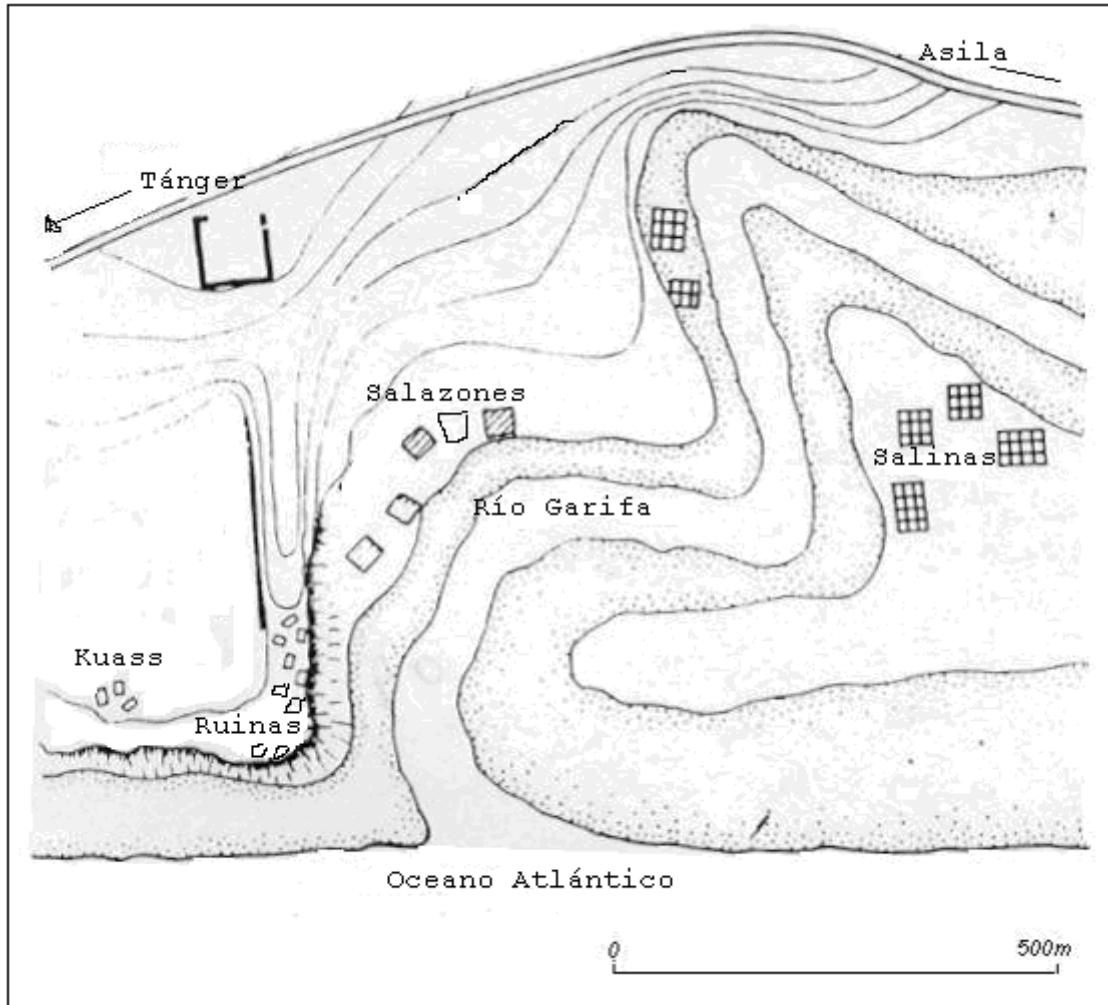 Asila
Tánger
Salazones
Salinas
Río Garifa
Kuass
Ruinas
Oceano Atlántico
0 500m